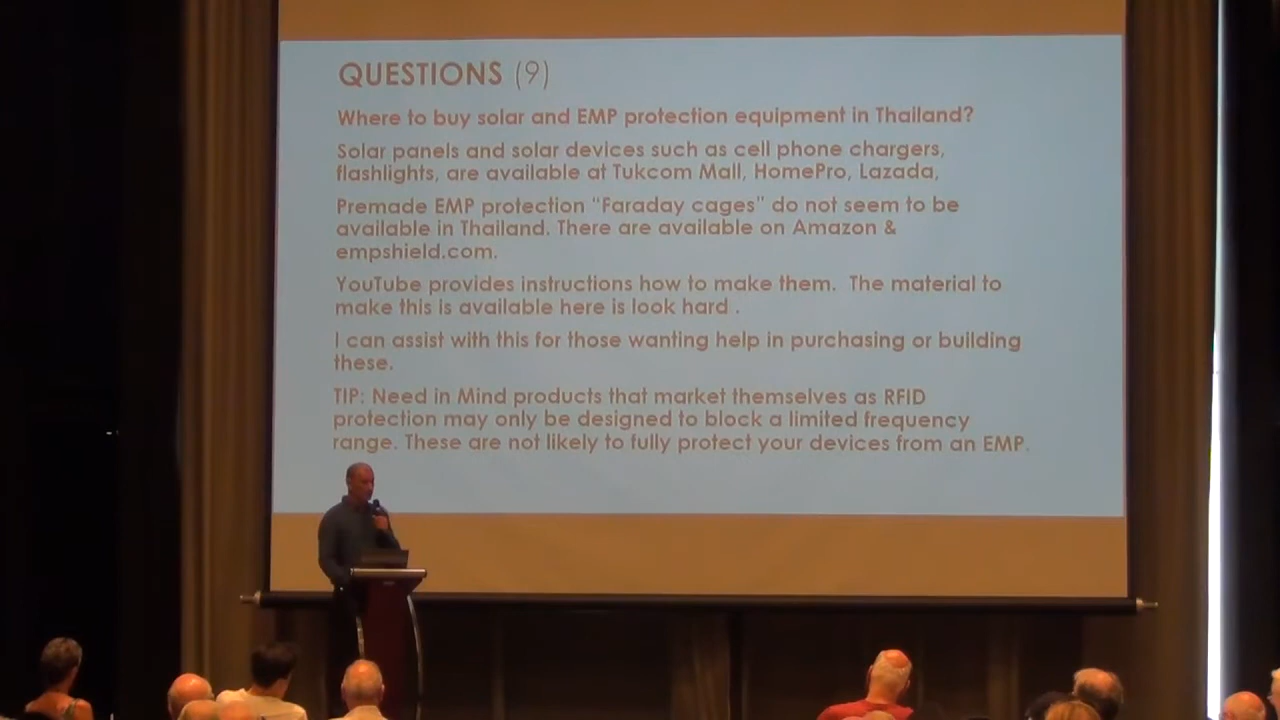 QUESTIONS (9)
Where to buy solar and EMP protection equipment in Thailand?
Solar panels and solar devices such as cell phone chargers,
flashlights, are available at Tukcom Mall, HomePro, Lazada,
Premade EMP protection “Faraday cages” do not seem to be
available in Thailand. There are available on Amazon &
empshield.com.
YouTube provides instructions how to make them. The material to
make this is available here is look hard .
I can assist with this for those wanting help in purchasing or building
these.
TIP: Need in Mind products that market themselves as RFID
protection may only be designed to block a limited frequency
range. These are not likely to fully protect your devices from an EMP.